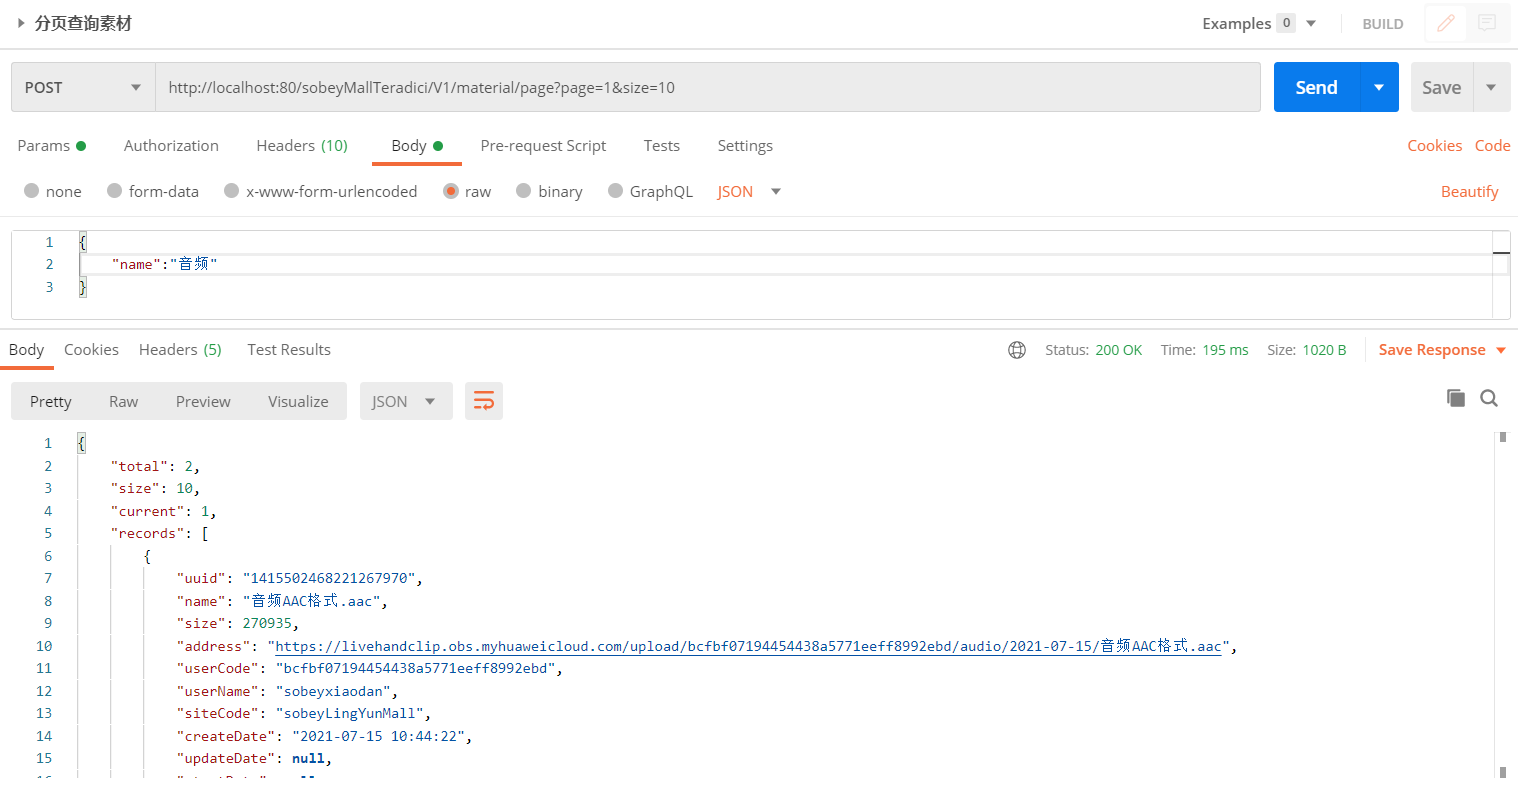 分页查询素材
Examples 0 BUILD
POST http://localhost:80/sobeyMallTeradici/V1/material/page?page=1&size=10 Send Save
Params Authorization Headers (10) Body Pre-request Script Tests Settings Cookies Code
none form-data x-www-form-urlencoded raw binary GraphQL JSON Beautify
1 {
2 "name":"音频"
3 }
Body Cookies Headers (5) Test Results Status: 200 OK Time: 195 ms Size: 1020 B Save Response
Pretty Raw Preview Visualize JSON
1 {
2 "total": 2,
3 "size": 10,
4 "current": 1,
5 "records": [
6 {
7 "uuid": "1415502468221267970",
8 "name": "音频AAC格式.aac",
9 "size": 270935,
10 "address": "https://livehandclip.obs.myhuaweicloud.com/upload/bcfbf07194454438a5771eeff8992ebd/audio/2021-07-15/音频AAC格式.aac",
11 "userCode": "bcfbf07194454438a5771eeff8992ebd",
12 "userName": "sobeyxiaodan",
13 "siteCode": "sobeyLingYunMall",
14 "createDate": "2021-07-15 10:44:22",
15 "updateDate": null,